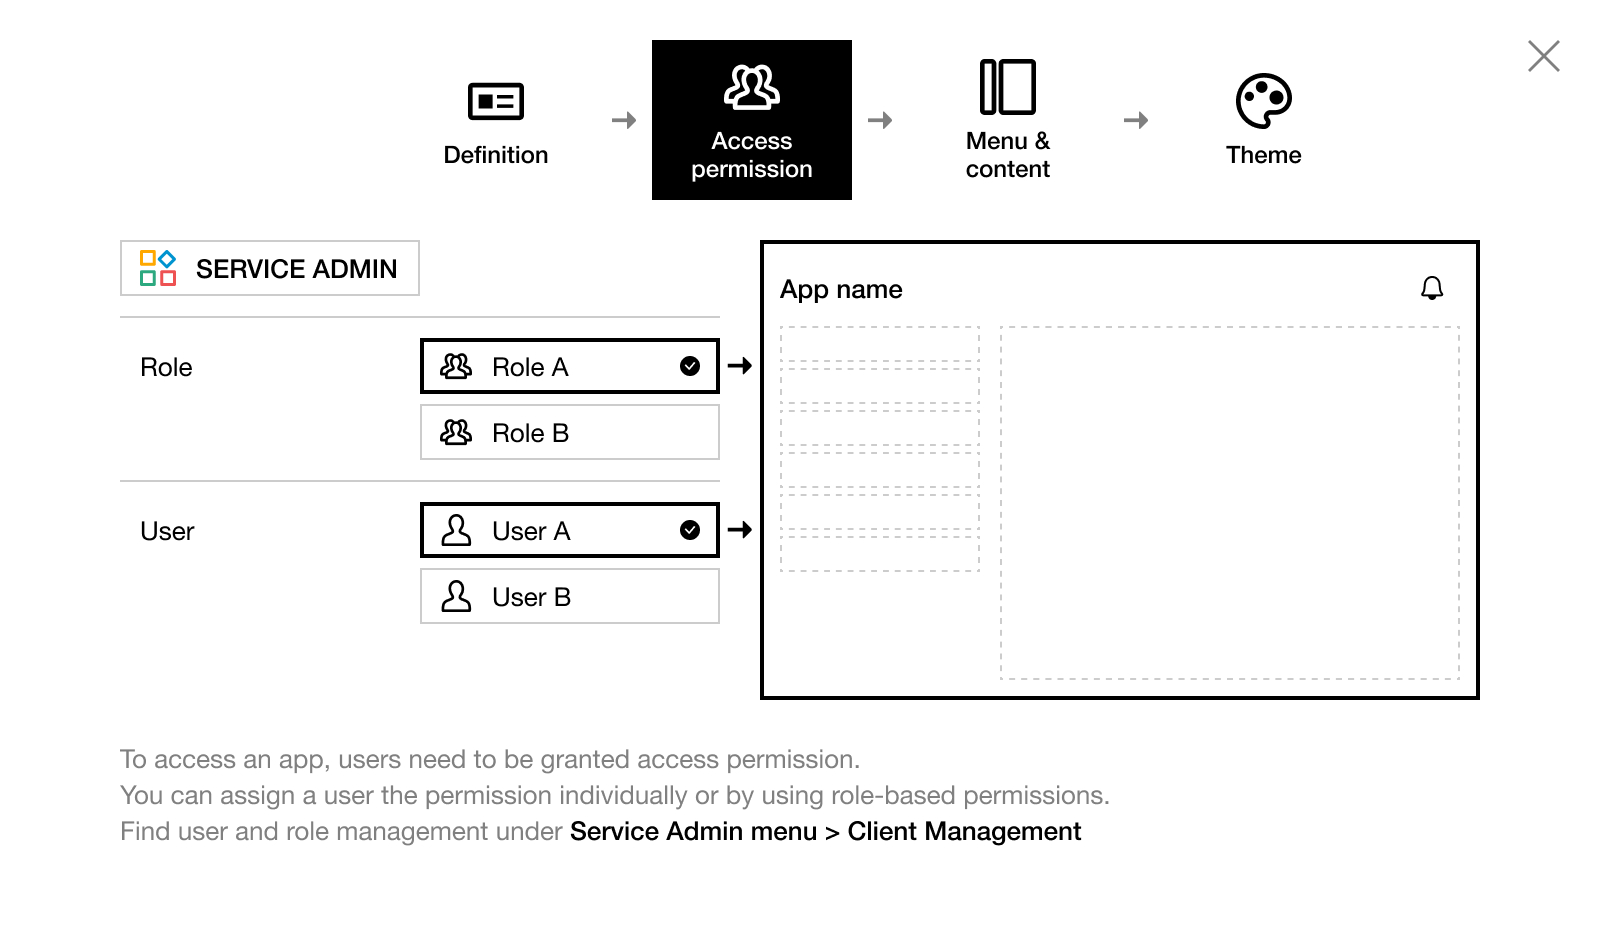 Definition
Access
permission
Menu &
content
Theme
SERVICE ADMIN
App name
Role
Role A
Role B
User
User A
User B
To access an app, users need to be granted access permission.
You can assign a user the permission individually or by using role-based permissions.
Find user and role management under Service Admin menu > Client Management